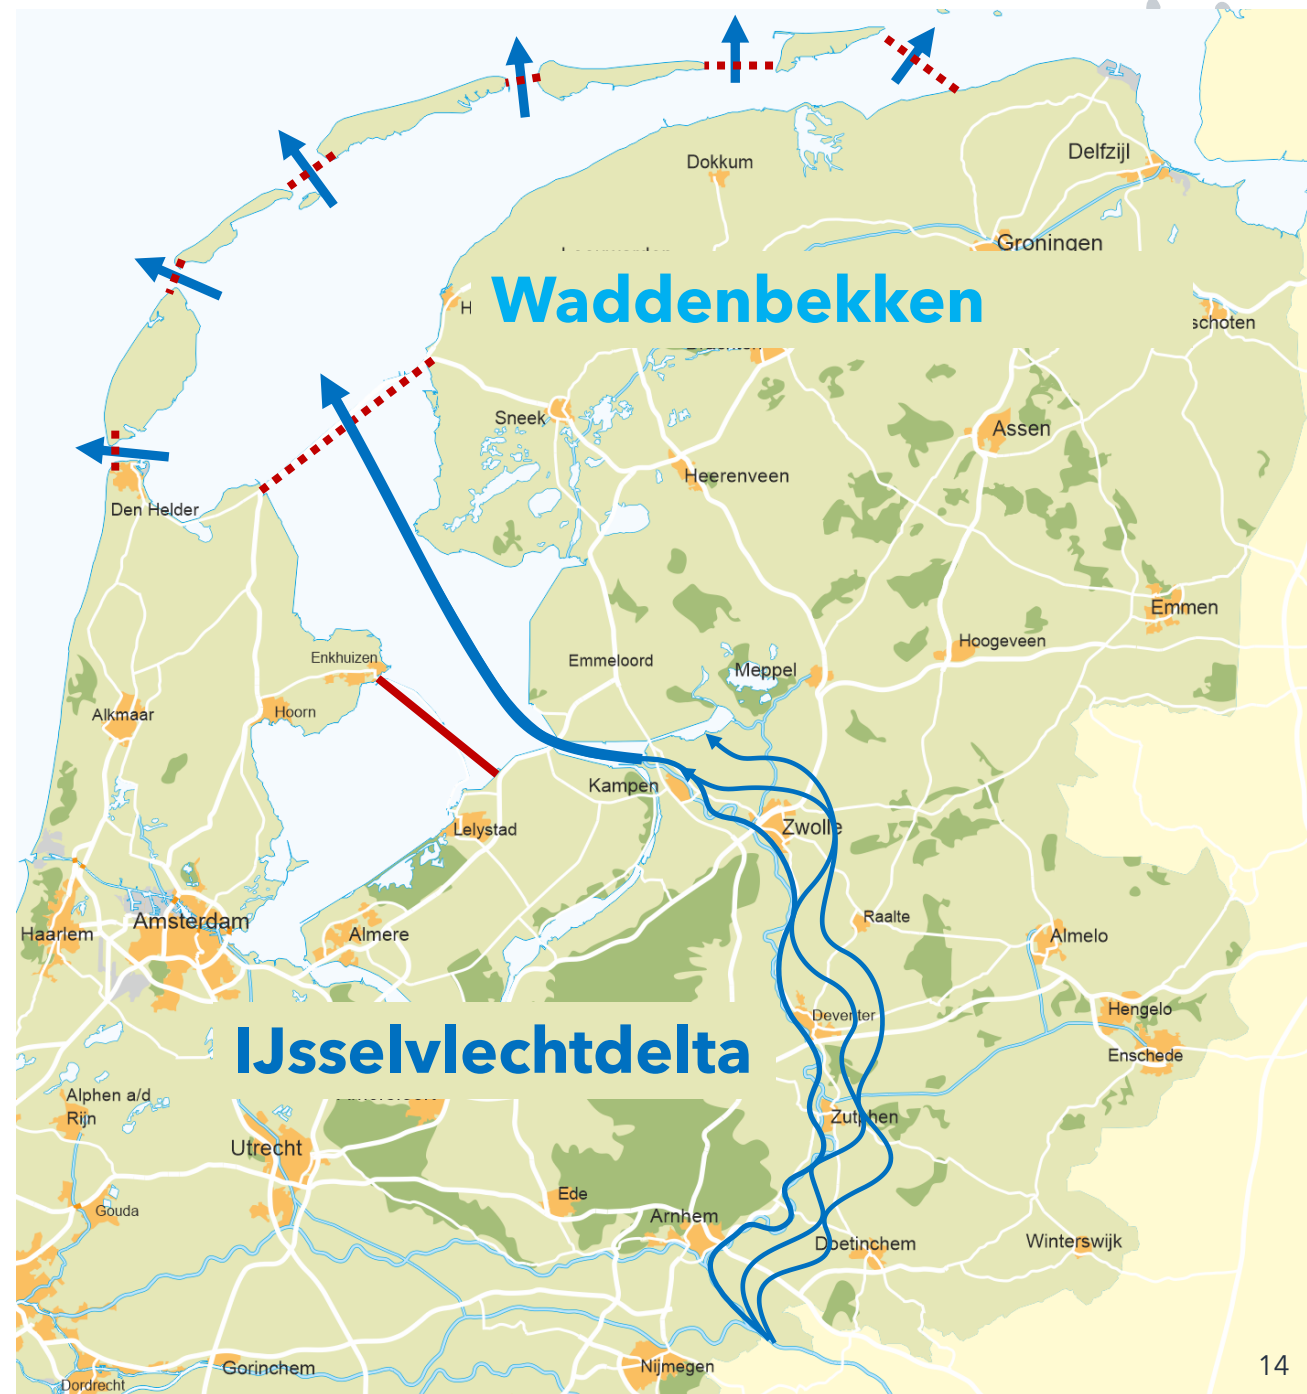 Dokkum
Delfzijl
Groningen
Waddenbekken
H
schoten
Sneek
Assen
Heerenveen
Den Helder
Emmen
Hoogeveen
Enkhuizen
Emmeloord
Meppel
Alkmaar
Hoorn
Kampen
Lelystad
Zwolle
Raalte
Amsterdam
Haarlem
Almere
Almelo
Hengelo
Deventer
IJsselvlechtdelta
Enschede
Alphen a/d
Rijn
Zutphen
Utrecht
Ede
Gouda
Arnhem
Doetinchem
Winterswijk
Gorinchem
Nijmegen
14
Dordrecht